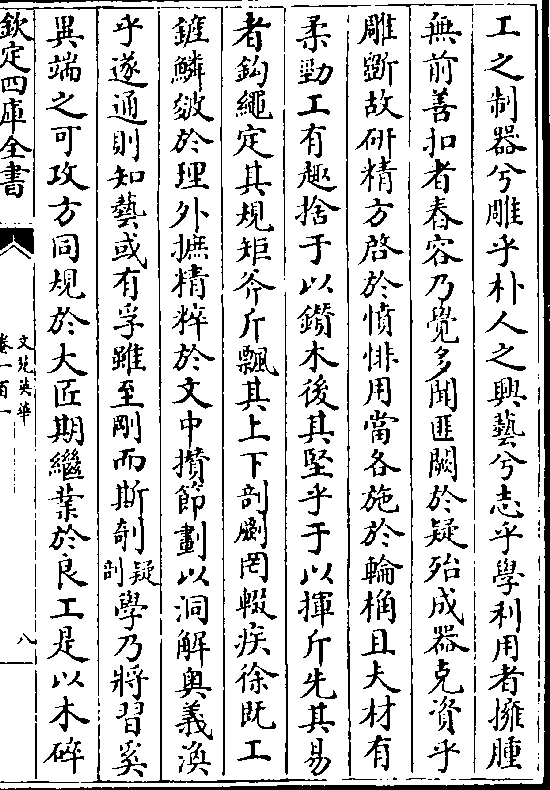 工之制器兮雕乎朴人之興藝兮志乎學利用者擁腫
無前善扣者舂容乃覺多聞匪闕於疑殆成器克資乎
雕斲故研精方啓於憤悱用當各施於輪桷且夫材有
柔勁工有趣捨于以鑽木後其堅乎于以揮斤先其易
者鈎繩定其規矩斧斤飄其上下剖劂罔輟疾徐既工
鏟鱗皴於理外摭精粹於文中攢節劃以洞解奥義渙
乎遂通則知藝或有孚雖至剛而斯剞疑剖學乃將習奚
異端之可攻方同規於大匠期繼業於良工是以木碎
欽定四庫全書
文苑英華
卷一百一
八